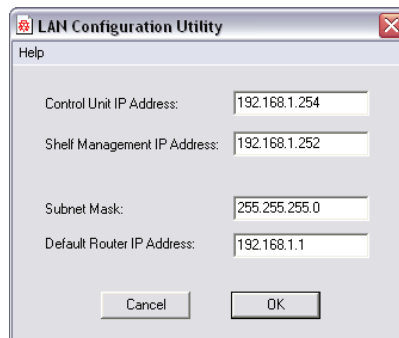 LAN Configuration Utility
Help
Control Unit IP Address: 192.168.1.254
Shelf Management IP Address: 192.168.1.252
Subnet Mask: 255.255.255.0
Default Router IP Address: 192.168.1.1
Cancel OK